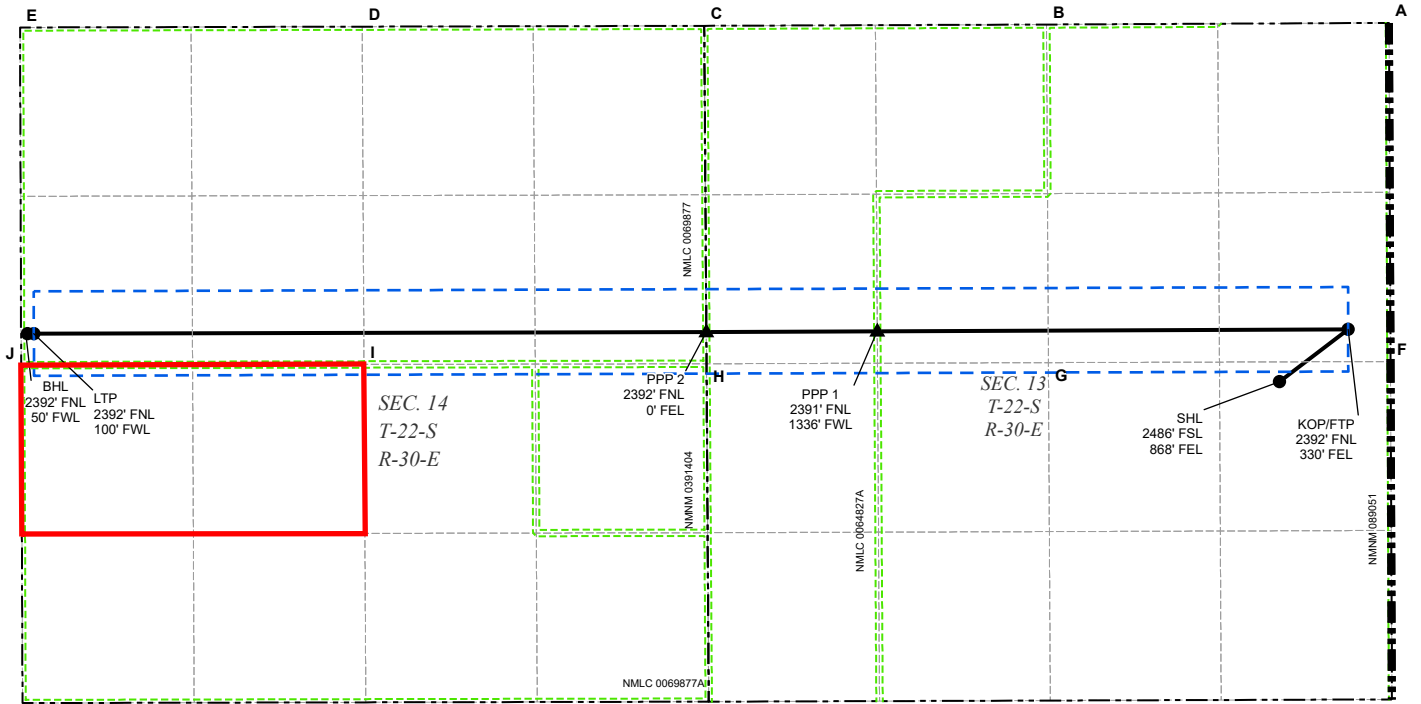 E
D
C
B
A
NMLC 0069877
J
I
H
G
F
BHL
2392' FNL
50' FWL
LTP
2392' FNL
100' FWL
SEC. 14
T-22-S
R-30-E
PPP 2
2392' FNL
0' FEL
PPP 1
2391' FNL
1336' FWL
SEC. 13
T-22-S
R-30-E
SHL
2486' FSL
868' FEL
KOP/FTP
2392' FNL
330' FEL
NMNM 0391404
NMLC 0064827A
NMNM 089051
NMLC 0069877A